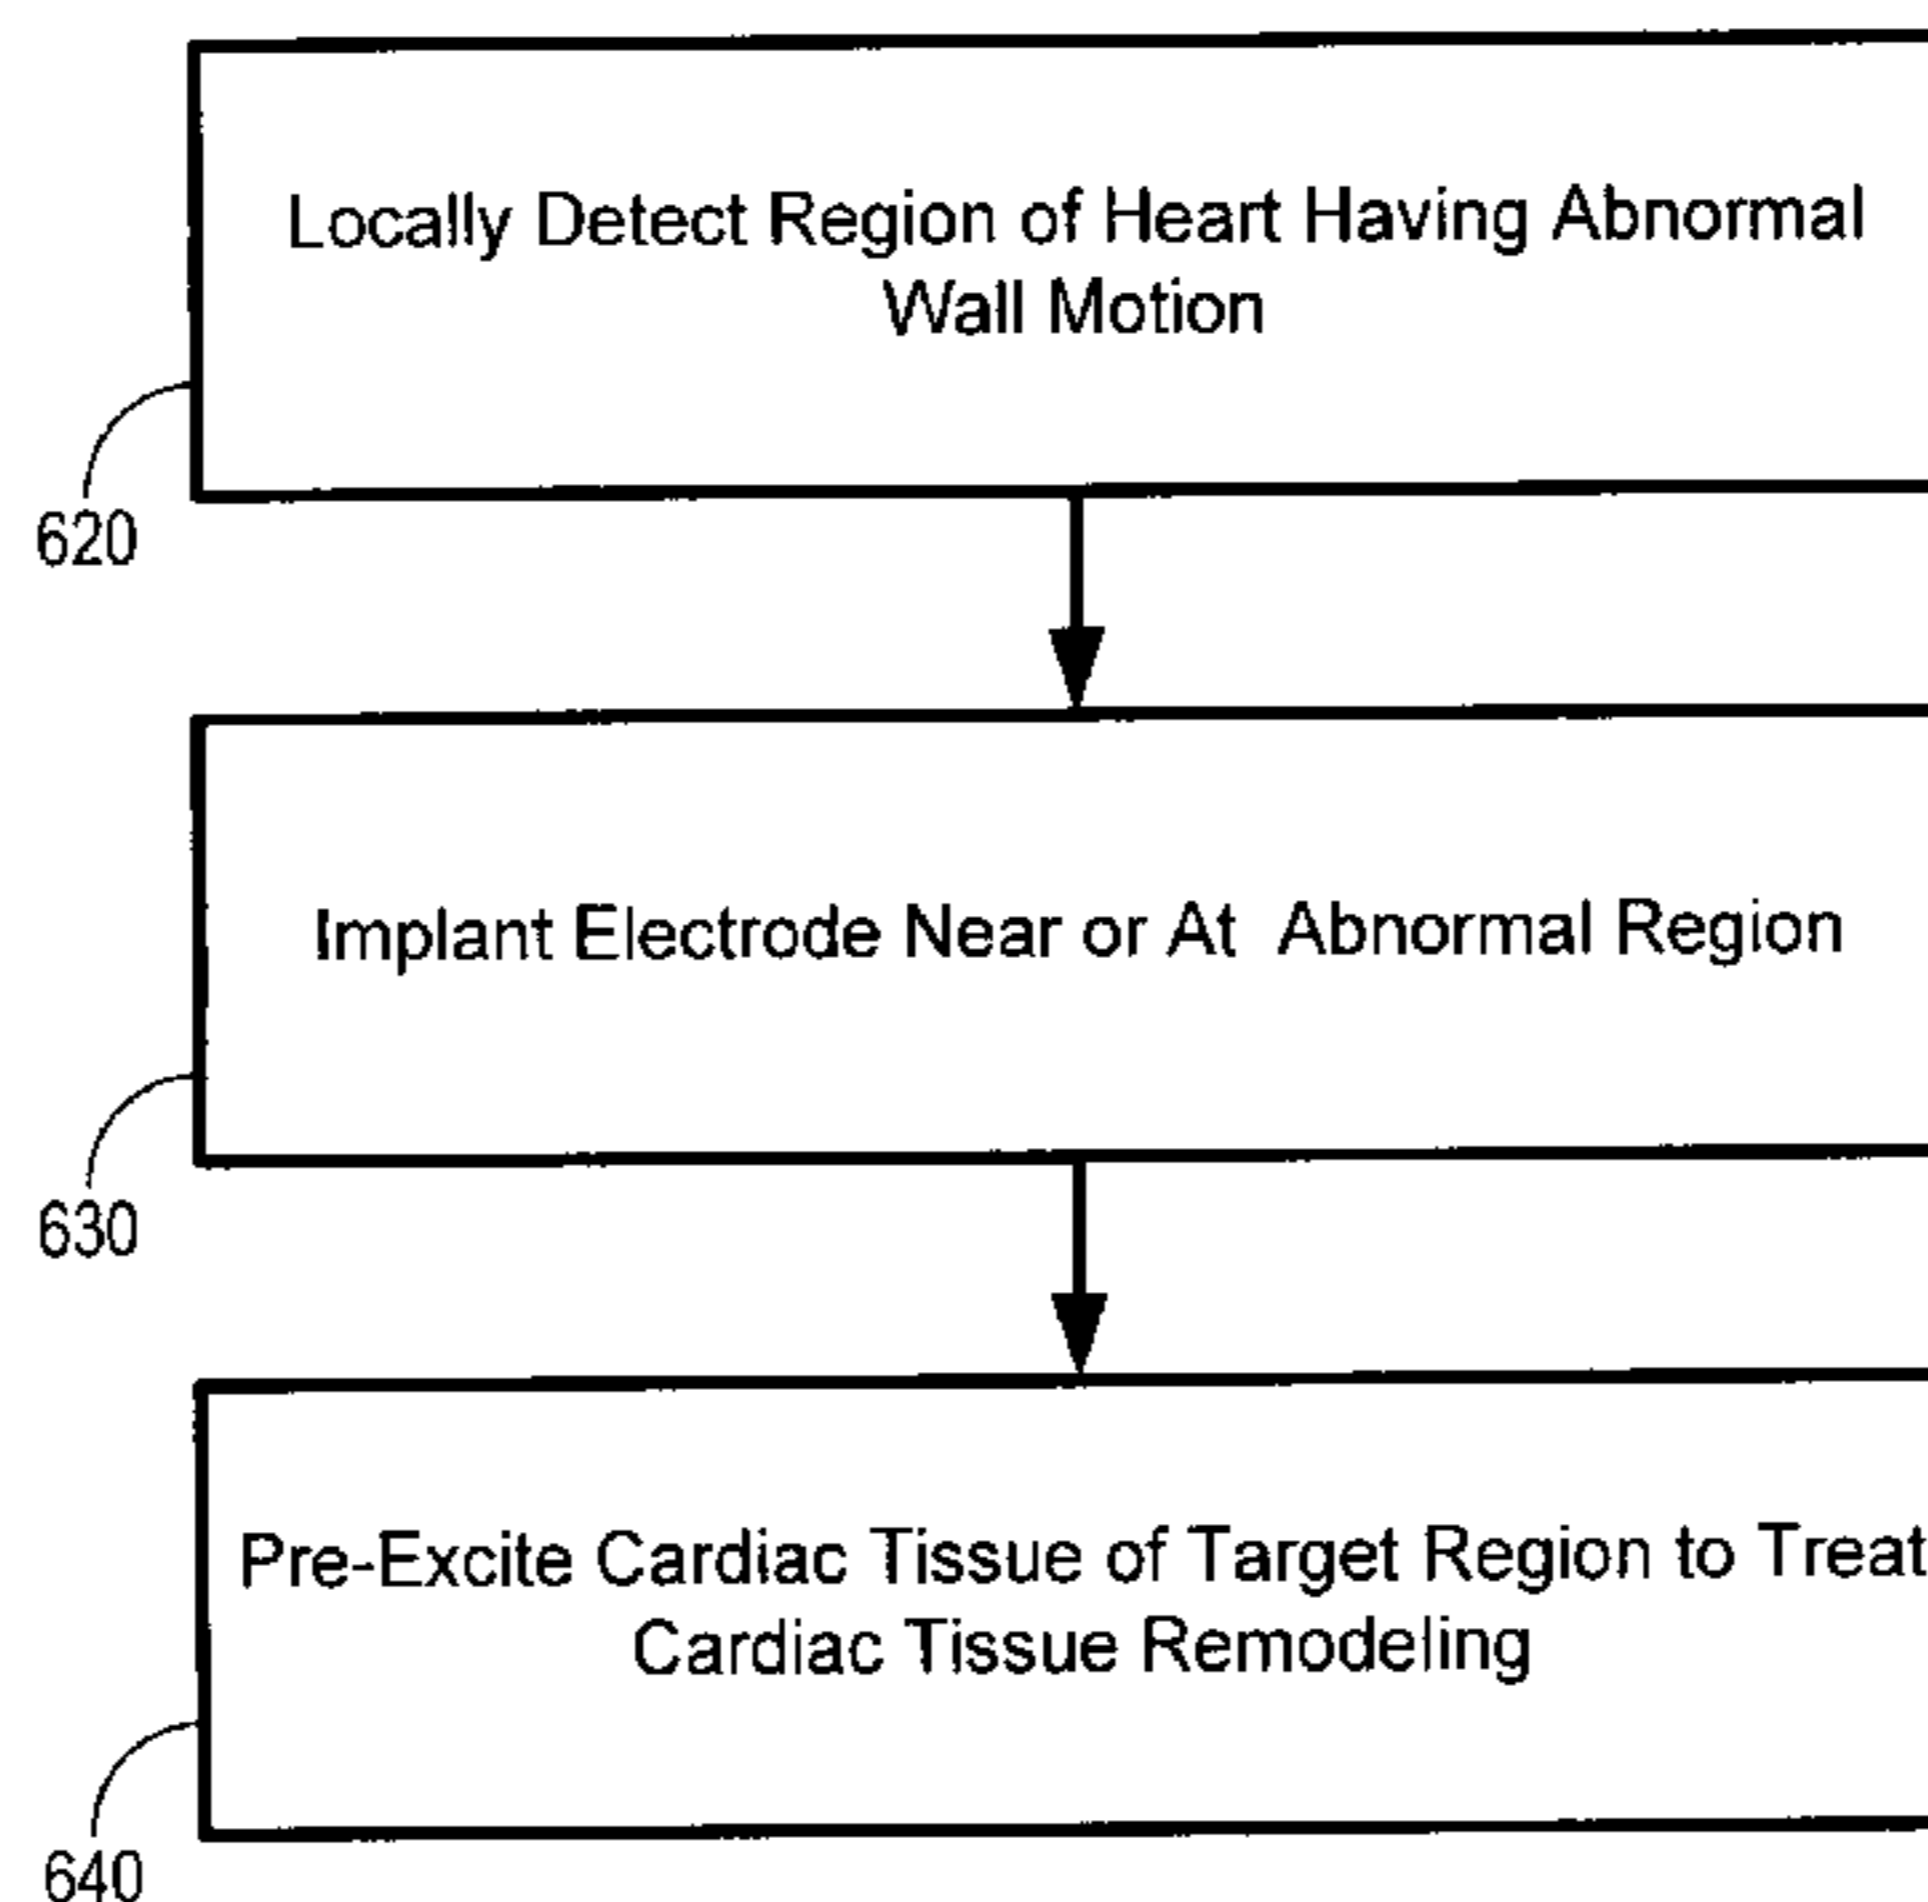 Locally Detect Region of Heart Having Abnormal
Wall Motion
620
Implant Electrode Near or At Abnormal Region
630
Pre-Excite Cardiac Tissue of Target Region to Treat
Cardiac Tissue Remodeling
640